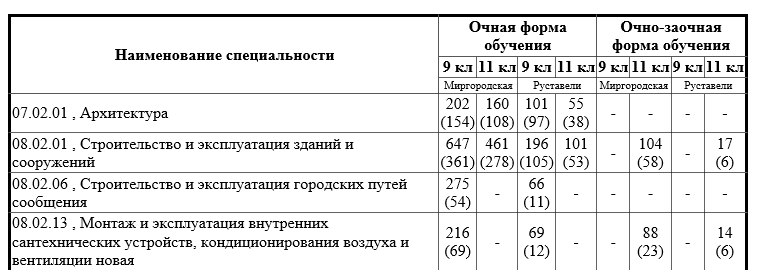 Наименование специальности
Очная форма обучения
Очно-заочная форма обучения
9 кл 11 кл 9 кл 11 кл 9 кл 11 кл 9 кл 11 кл
Миргородская Руставели Миргородская Руставели
07.02.01 , Архитектура
202 (154) 160 (108) 101 (97) 55 (38) - - - -
08.02.01 , Строительство и эксплуатация зданий и
сооружений
647 (361) 461 (278) 196 (105) 101 (53) - 104 (58) - 17 (6)
08.02.06 , Строительство и эксплуатация городских путей
сообщения
275 (54) - 66 (11) - - - - -
08.02.13 , Монтаж и эксплуатация внутренних
сантехнических устройств, кондиционирования воздуха и
вентиляции новая
216 (69) - 69 (12) - - 88 (23) - 14 (6)